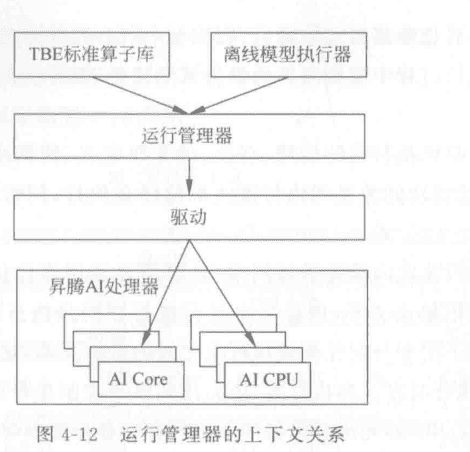 TBE标准算子库
离线模型执行器
运行管理器
驱动
昇腾AI处理器
AI Core
AI CPU
图 4-12 运行管理器的上下文关系